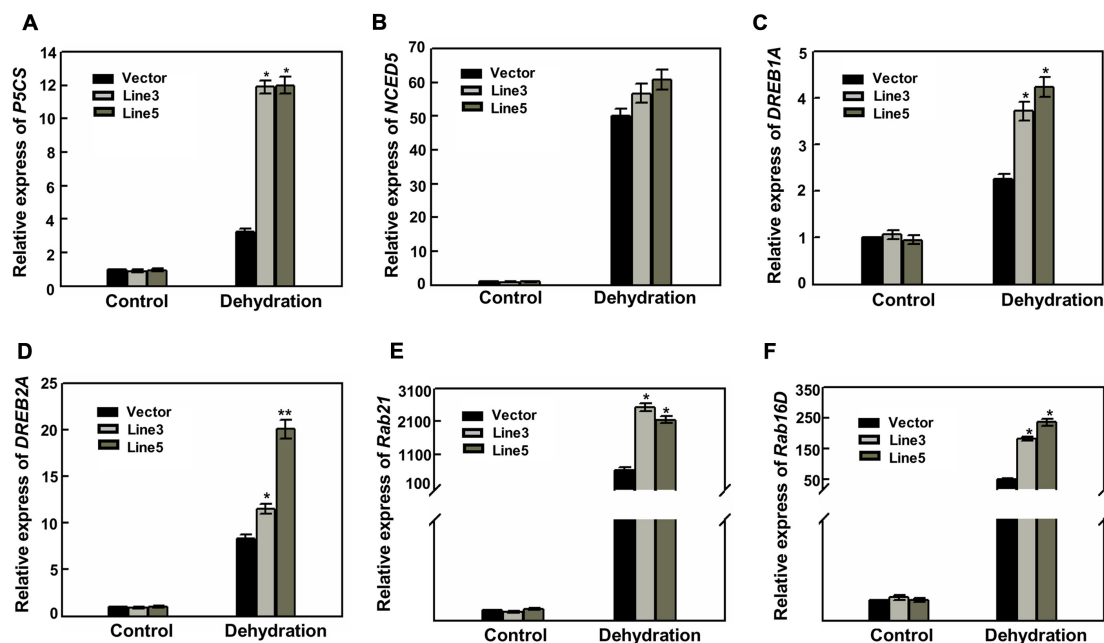 A
Relative express of P5CS
14
12
10
8
6
4
2
0
Vector
Line3
Line5
*
*
Control
Dehydration
B
Relative express of NCED5
70
60
50
40
30
20
10
0
Vector
Line3
Line5
Control
Dehydration
C
Relative express of DREB1A
5
4
3
2
1
0
Vector
Line3
Line5
*
*
Control
Dehydration
D
Relative express of DREB2A
25
20
15
10
5
0
Vector
Line3
Line5
*
**
Control
Dehydration
E
Relative express of Rab21
3100
2100
1100
100
Vector
Line3
Line5
*
*
Control
Dehydration
F
Relative express of Rab16D
350
250
150
50
Vector
Line3
Line5
*
*
Control
Dehydration